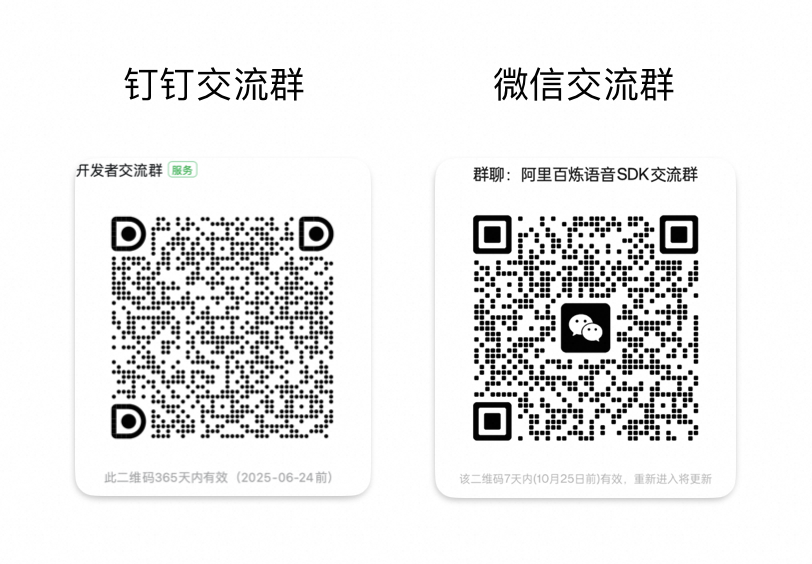 钉钉交流群
开发者交流群 服务
此二维码365天内有效（2025-06-24前）
微信交流群
群聊：阿里百炼语音SDK交流群
该二维码7天内(10月25日前)有效，重新进入将更新